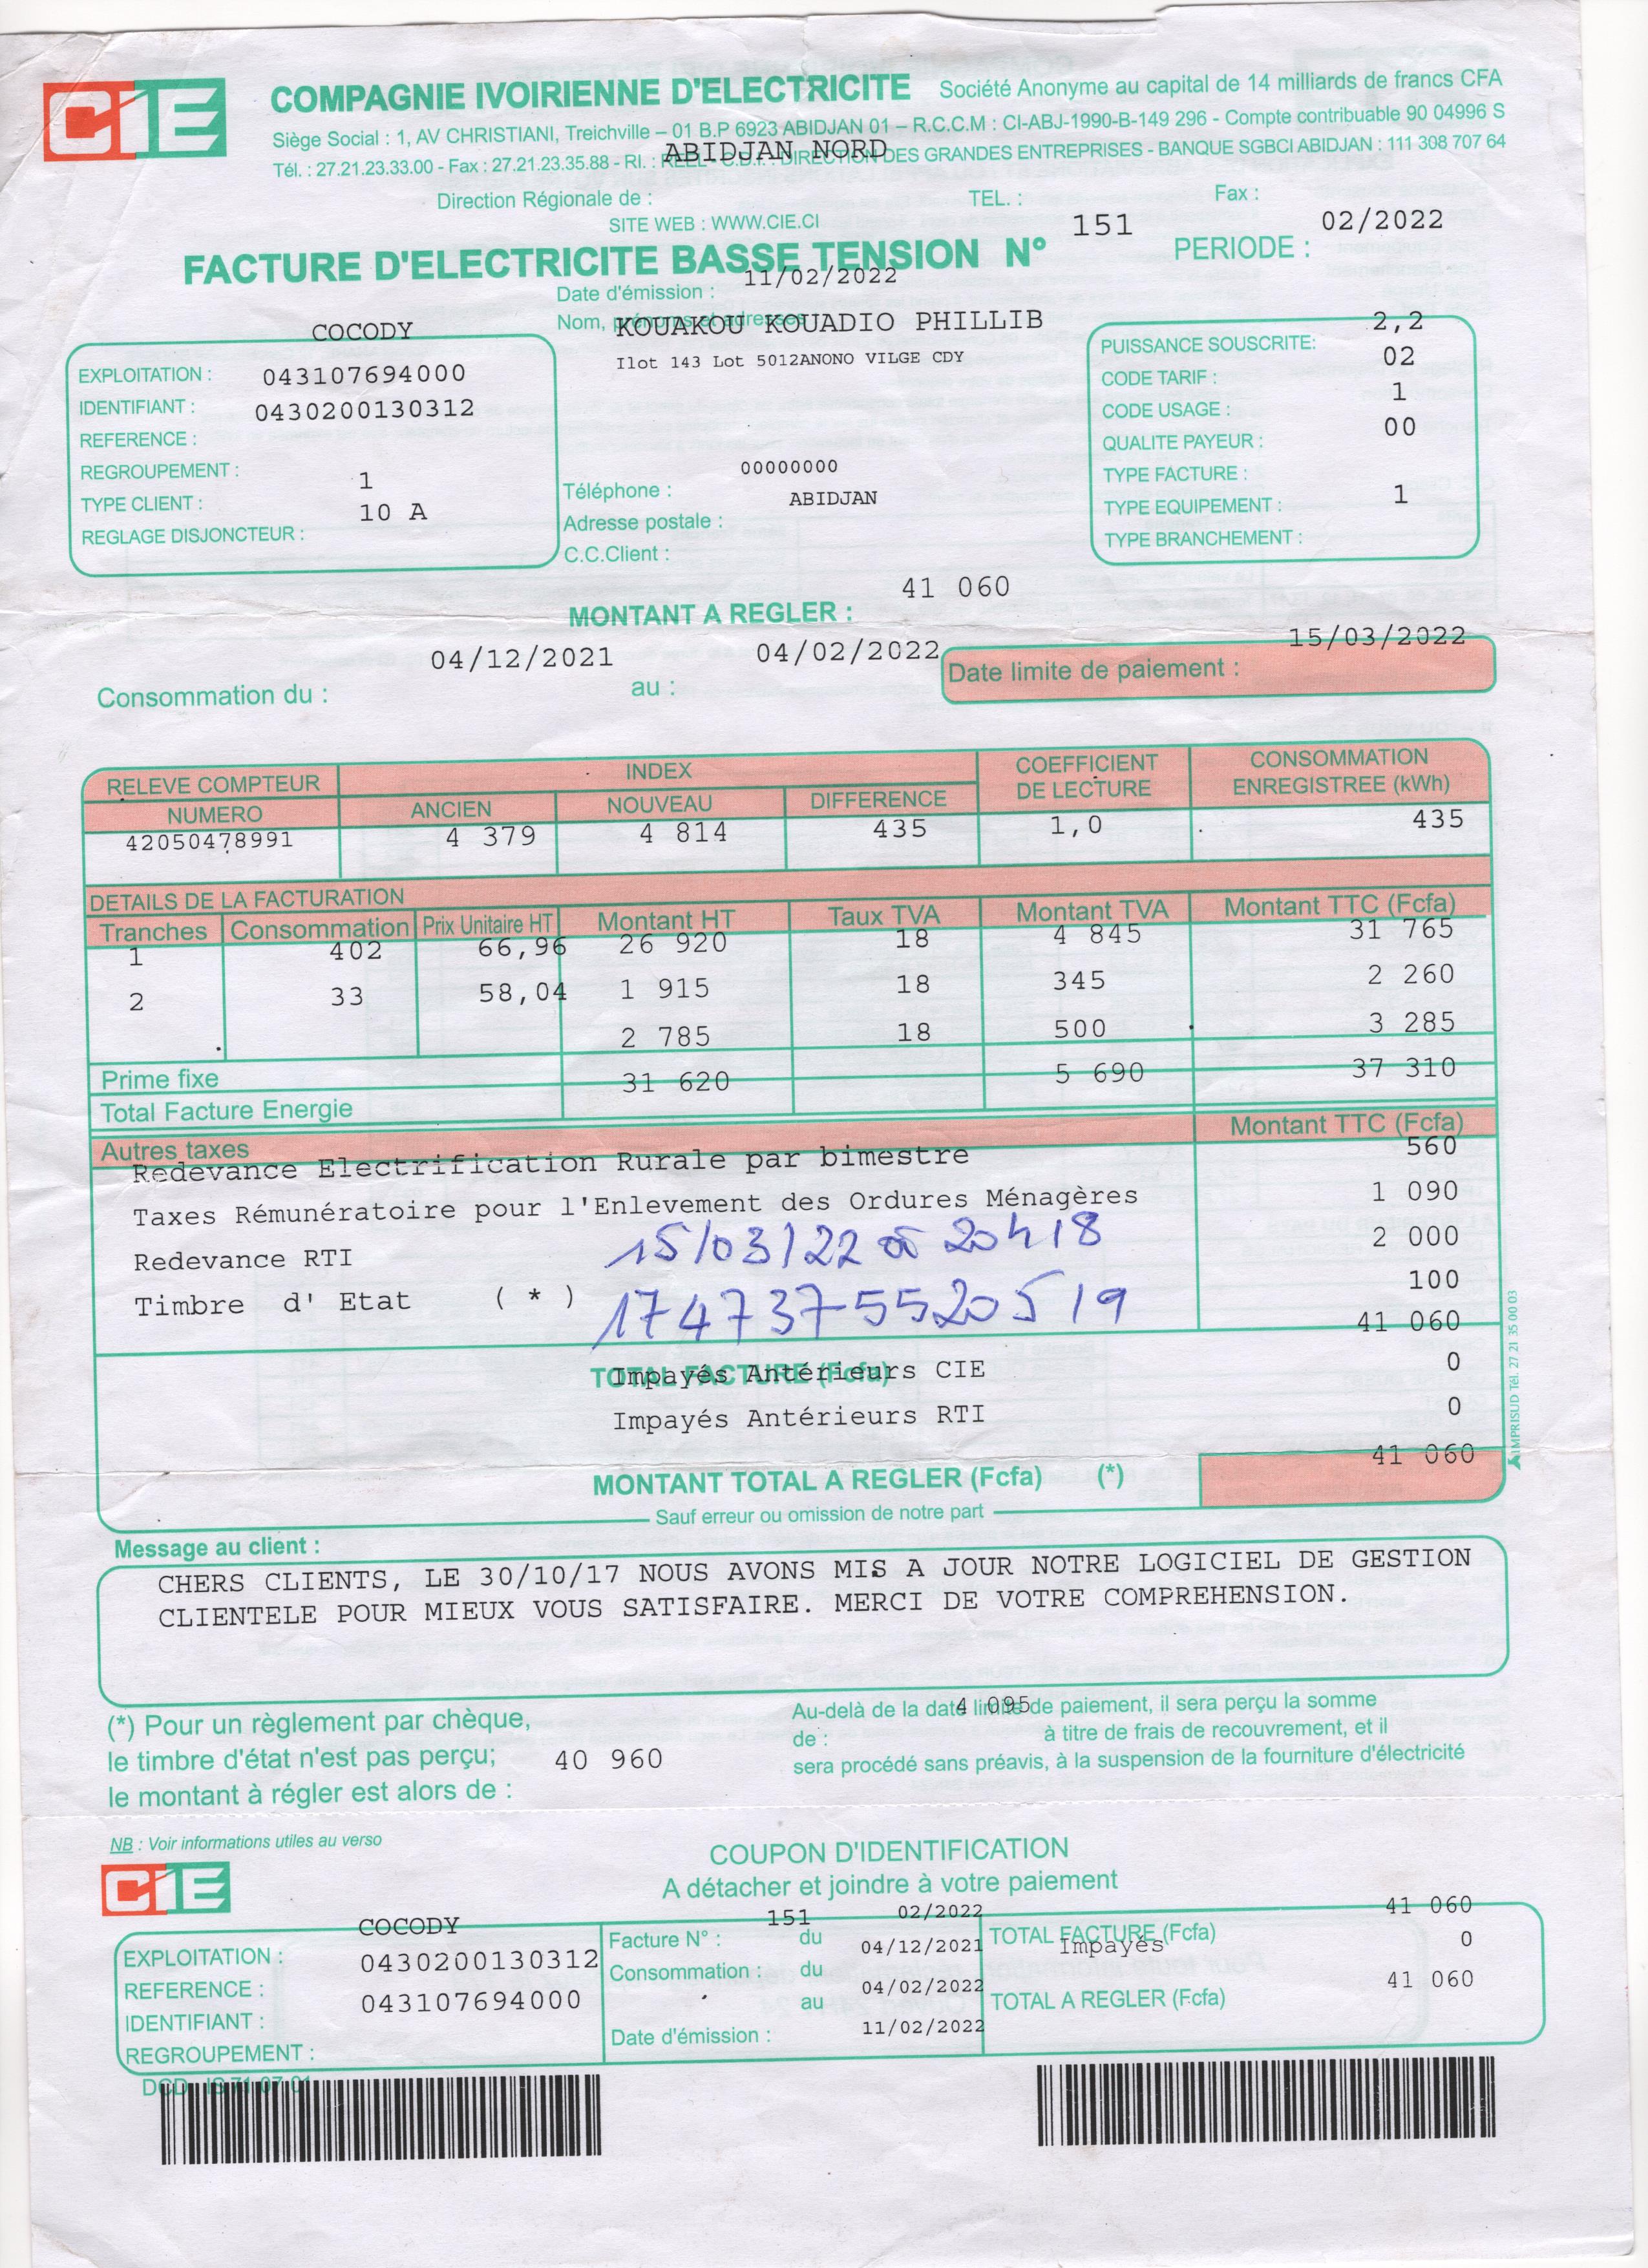 CIE
COMPAGNIE IVOIRIENNE D'ELECTRICITE Société Anonyme au capital de 14 milliards de francs CFA
Siège Social : 1, AV CHRISTIANI, Treichville – 01 B.P 6923 ABIDJAN 01 – R.C.C.M : CI-ABJ-1990-B-149 296 - Compte contribuable 90 04996 S
Tél. : 27.21.23.33.00 - Fax : 27.21.23.35.88 - RI. : REEL - C.D.I. : DIRECTION DES GRANDES ENTREPRISES - BANQUE SGBCI ABIDJAN : 111 308 707 64
ABIDJAN NORD
Direction Régionale de : TEL. : Fax :
SITE WEB : WWW.CIE.CI
FACTURE D'ELECTRICITE BASSE TENSION N° 151 PERIODE : 02/2022
Date d'émission : 11/02/2022
Nom, prénoms et adresses KOUAKOU KOUADIO PHILLIB
Ilot 143 Lot 5012ANONO VILGE CDY
COCODY
EXPLOITATION : 043107694000
IDENTIFIANT : 0430200130312
REFERENCE :
REGROUPEMENT : 1
TYPE CLIENT : 10 A
REGLAGE DISJONCTEUR :
00000000
Téléphone : ABIDJAN
Adresse postale :
C.C.Client :
2,2
PUISSANCE SOUSCRITE: 02
CODE TARIF : 1
CODE USAGE : 00
QUALITE PAYEUR :
TYPE FACTURE :
TYPE EQUIPEMENT : 1
TYPE BRANCHEMENT :
MONTANT A REGLER : 41 060
Consommation du : 04/12/2021 au : 04/02/2022 Date limite de paiement : 15/03/2022
RELEVE COMPTEUR INDEX COEFFICIENT DE LECTURE CONSOMMATION ENREGISTREE (kWh)
NUMERO ANCIEN NOUVEAU DIFFERENCE
42050478991 4 379 4 814 435 1,0 435
DETAILS DE LA FACTURATION
Tranches Consommation Prix Unitaire HT Montant HT Taux TVA Montant TVA Montant TTC (Fcfa)
1 402 66,96 26 920 18 4 845 31 765
2 33 58,04 1 915 18 345 2 260
2 785 18 500 3 285
Prime fixe 31 620 5 690 37 310
Total Facture Energie
Autres taxes Montant TTC (Fcfa)
Redevance Electrification Rurale par bimestre 560
Taxes Rémunératoire pour l'Enlevement des Ordures Ménagères 1 090
Redevance RTI 15/03/22 20h18 2 000
Timbre d' Etat ( * ) 17473755520519 100
41 060
TOTAL FACTURE (Fcfa) Impayés Antérieurs CIE 0
Impayés Antérieurs RTI 0
MONTANT TOTAL A REGLER (Fcfa) (*) 41 060
Sauf erreur ou omission de notre part
IMPRISUD Tél. 27 21 35 00 03
Message au client :
CHERS CLIENTS, LE 30/10/17 NOUS AVONS MIS A JOUR NOTRE LOGICIEL DE GESTION
CLIENTELE POUR MIEUX VOUS SATISFAIRE. MERCI DE VOTRE COMPREHENSION.
(*) Pour un règlement par chèque,
le timbre d'état n'est pas perçu; 40 960
le montant à régler est alors de :
Au-delà de la date limite de paiement, il sera perçu la somme
de : 4 095 à titre de frais de recouvrement, et il
sera procédé sans préavis, à la suspension de la fourniture d'électricité
NB : Voir informations utiles au verso
CIE
COUPON D'IDENTIFICATION
A détacher et joindre à votre paiement
COCODY
EXPLOITATION : 0430200130312
REFERENCE : 043107694000
IDENTIFIANT :
REGROUPEMENT :
151 02/2022
Facture N° : du 04/12/2021
Consommation : du 04/02/2022
au
Date d'émission : 11/02/2022
41 060
TOTAL FACTURE (Fcfa) Impayés 0
41 060
TOTAL A REGLER (Fcfa)